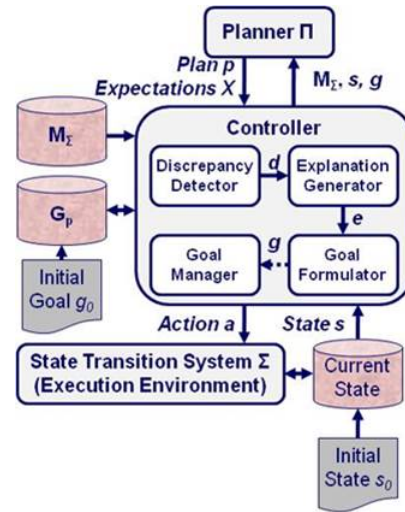 Planner Π
Plan p
Expectations X
M_Σ, s, g
M_Σ
Controller
Discrepancy
Detector
d
Explanation
Generator
e
G_p
Goal
Manager
g
Goal
Formulator
Initial
Goal g_0
Action a
State s
State Transition System Σ
(Execution Environment)
Current
State
Initial
State s_0